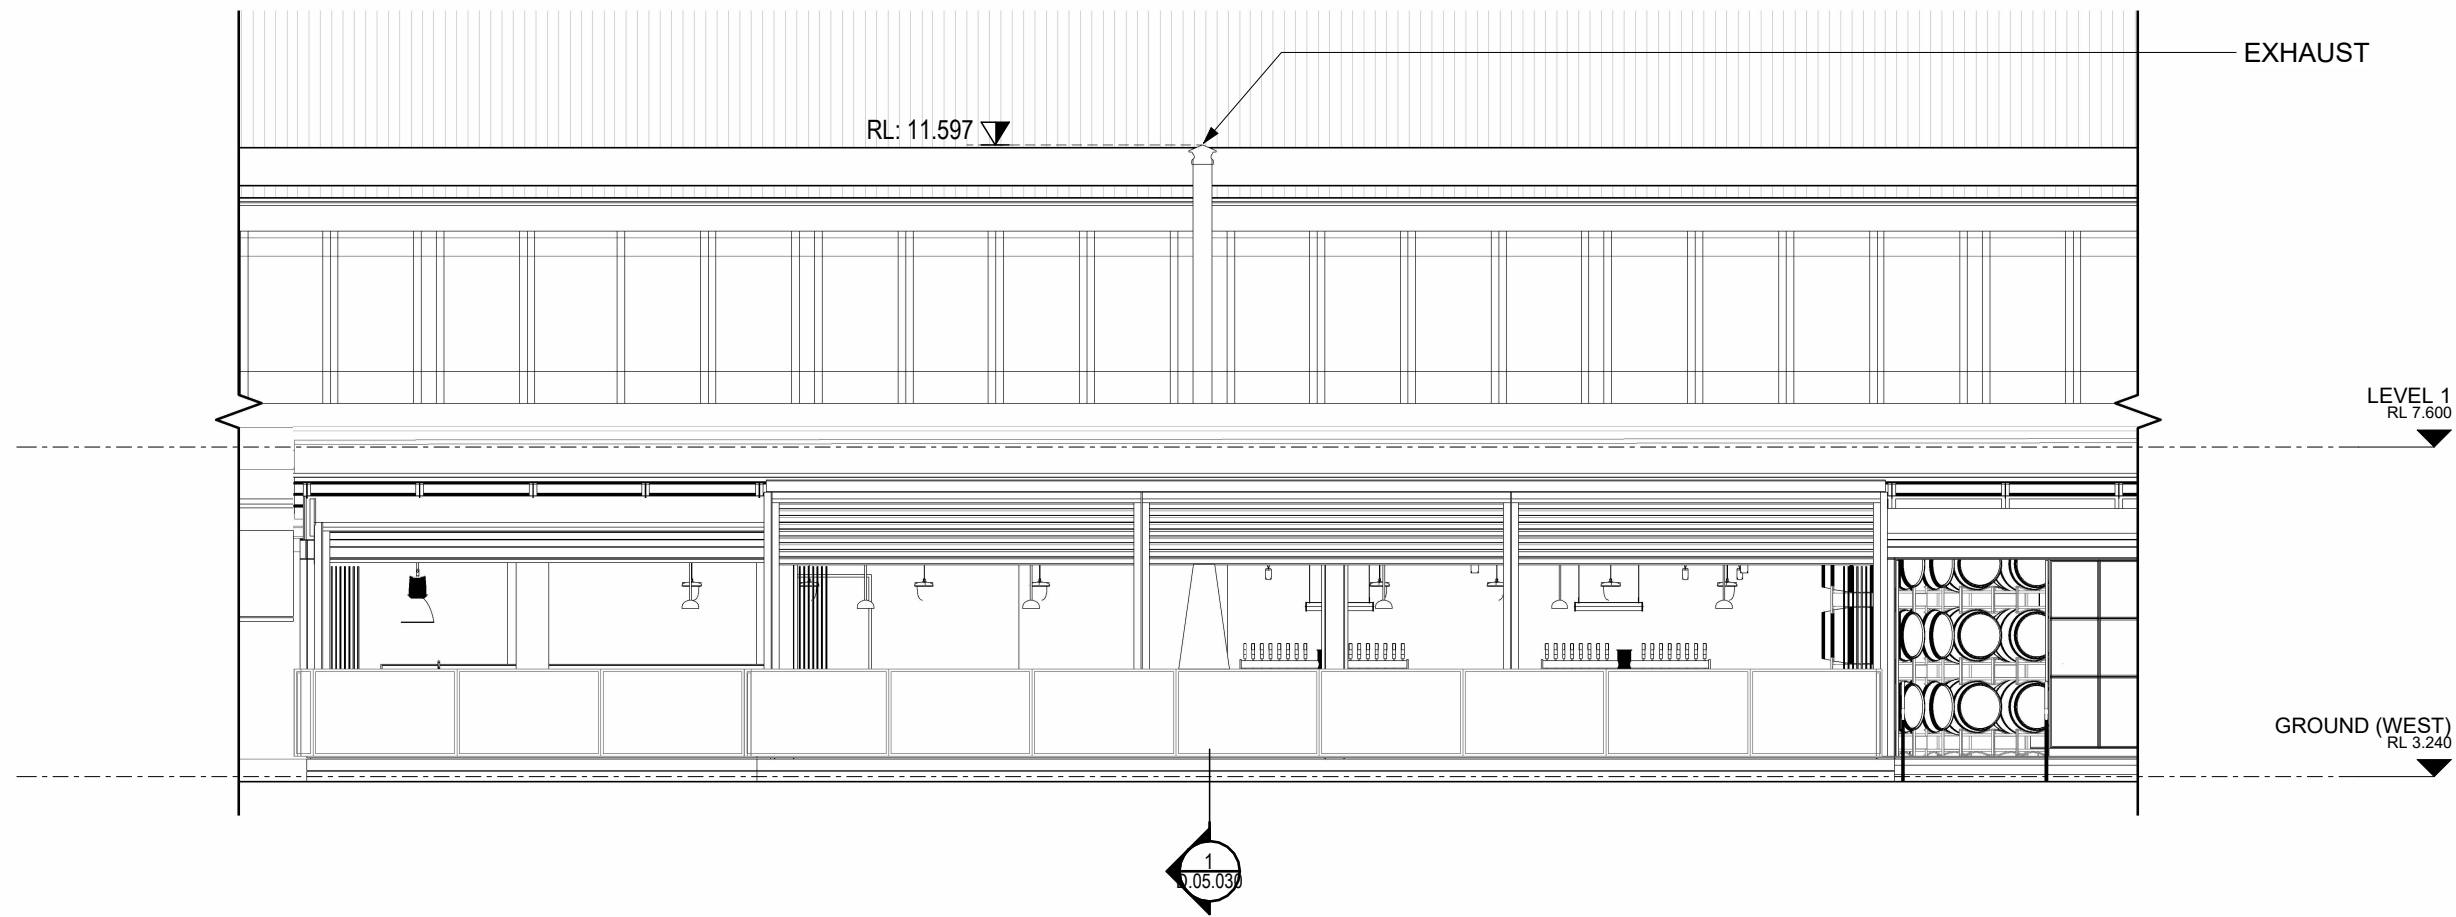 EXHAUST
RL: 11.597
LEVEL 1
RL 7.600
GROUND (WEST)
RL 3.240
1
D.05.030